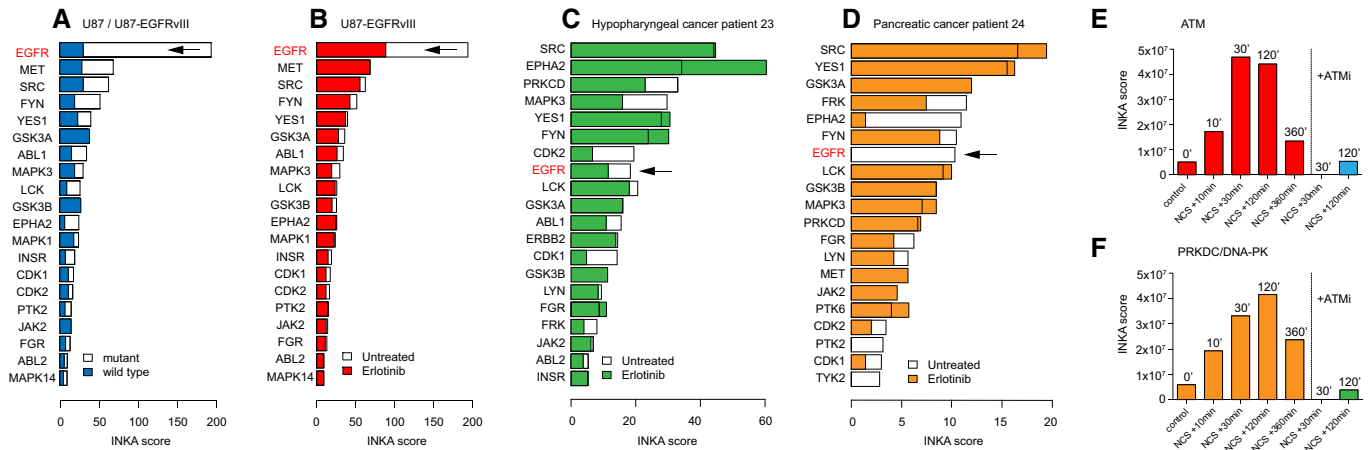 A
U87 / U87-EGFRvIII
EGFR
MET
SRC
FYN
YES1
GSK3A
ABL1
MAPK3
LCK
GSK3B
EPHA2
MAPK1
INSR
CDK1
CDK2
PTK2
JAK2
FGR
ABL2
MAPK14
mutant
wild type
0 50 100 150 200
INKA score
B
U87-EGFRvIII
EGFR
MET
SRC
FYN
YES1
GSK3A
ABL1
MAPK3
LCK
GSK3B
EPHA2
MAPK1
INSR
CDK1
CDK2
PTK2
JAK2
FGR
ABL2
MAPK14
Untreated
Erlotinib
0 50 100 150 200
INKA score
C
Hypopharyngeal cancer patient 23
SRC
EPHA2
PRKCD
MAPK3
YES1
FYN
CDK2
EGFR
LCK
GSK3A
ABL1
ERBB2
CDK1
GSK3B
LYN
FGR
FRK
JAK2
ABL2
INSR
Untreated
Erlotinib
0 20 40 60
INKA score
D
Pancreatic cancer patient 24
SRC
YES1
GSK3A
FRK
EPHA2
FYN
EGFR
LCK
GSK3B
MAPK3
PRKCD
FGR
LYN
MET
JAK2
PTK6
CDK2
PTK2
CDK1
TYK2
Untreated
Erlotinib
0 5 10 15 20
INKA score
E
ATM
INKA score
5x10⁷
4x10⁷
3x10⁷
2x10⁷
1x10⁷
0
0' 10' 30' 120' 360' 30' 120'
+ATMi
control
NCS +10min
NCS +30min
NCS +120min
NCS +360min
NCS +30min
NCS +120min
F
PRKDC/DNA-PK
INKA score
5x10⁷
4x10⁷
3x10⁷
2x10⁷
1x10⁷
0
0' 10' 30' 120' 360' 30' 120'
+ATMi
control
NCS +10min
NCS +30min
NCS +120min
NCS +360min
NCS +30min
NCS +120min